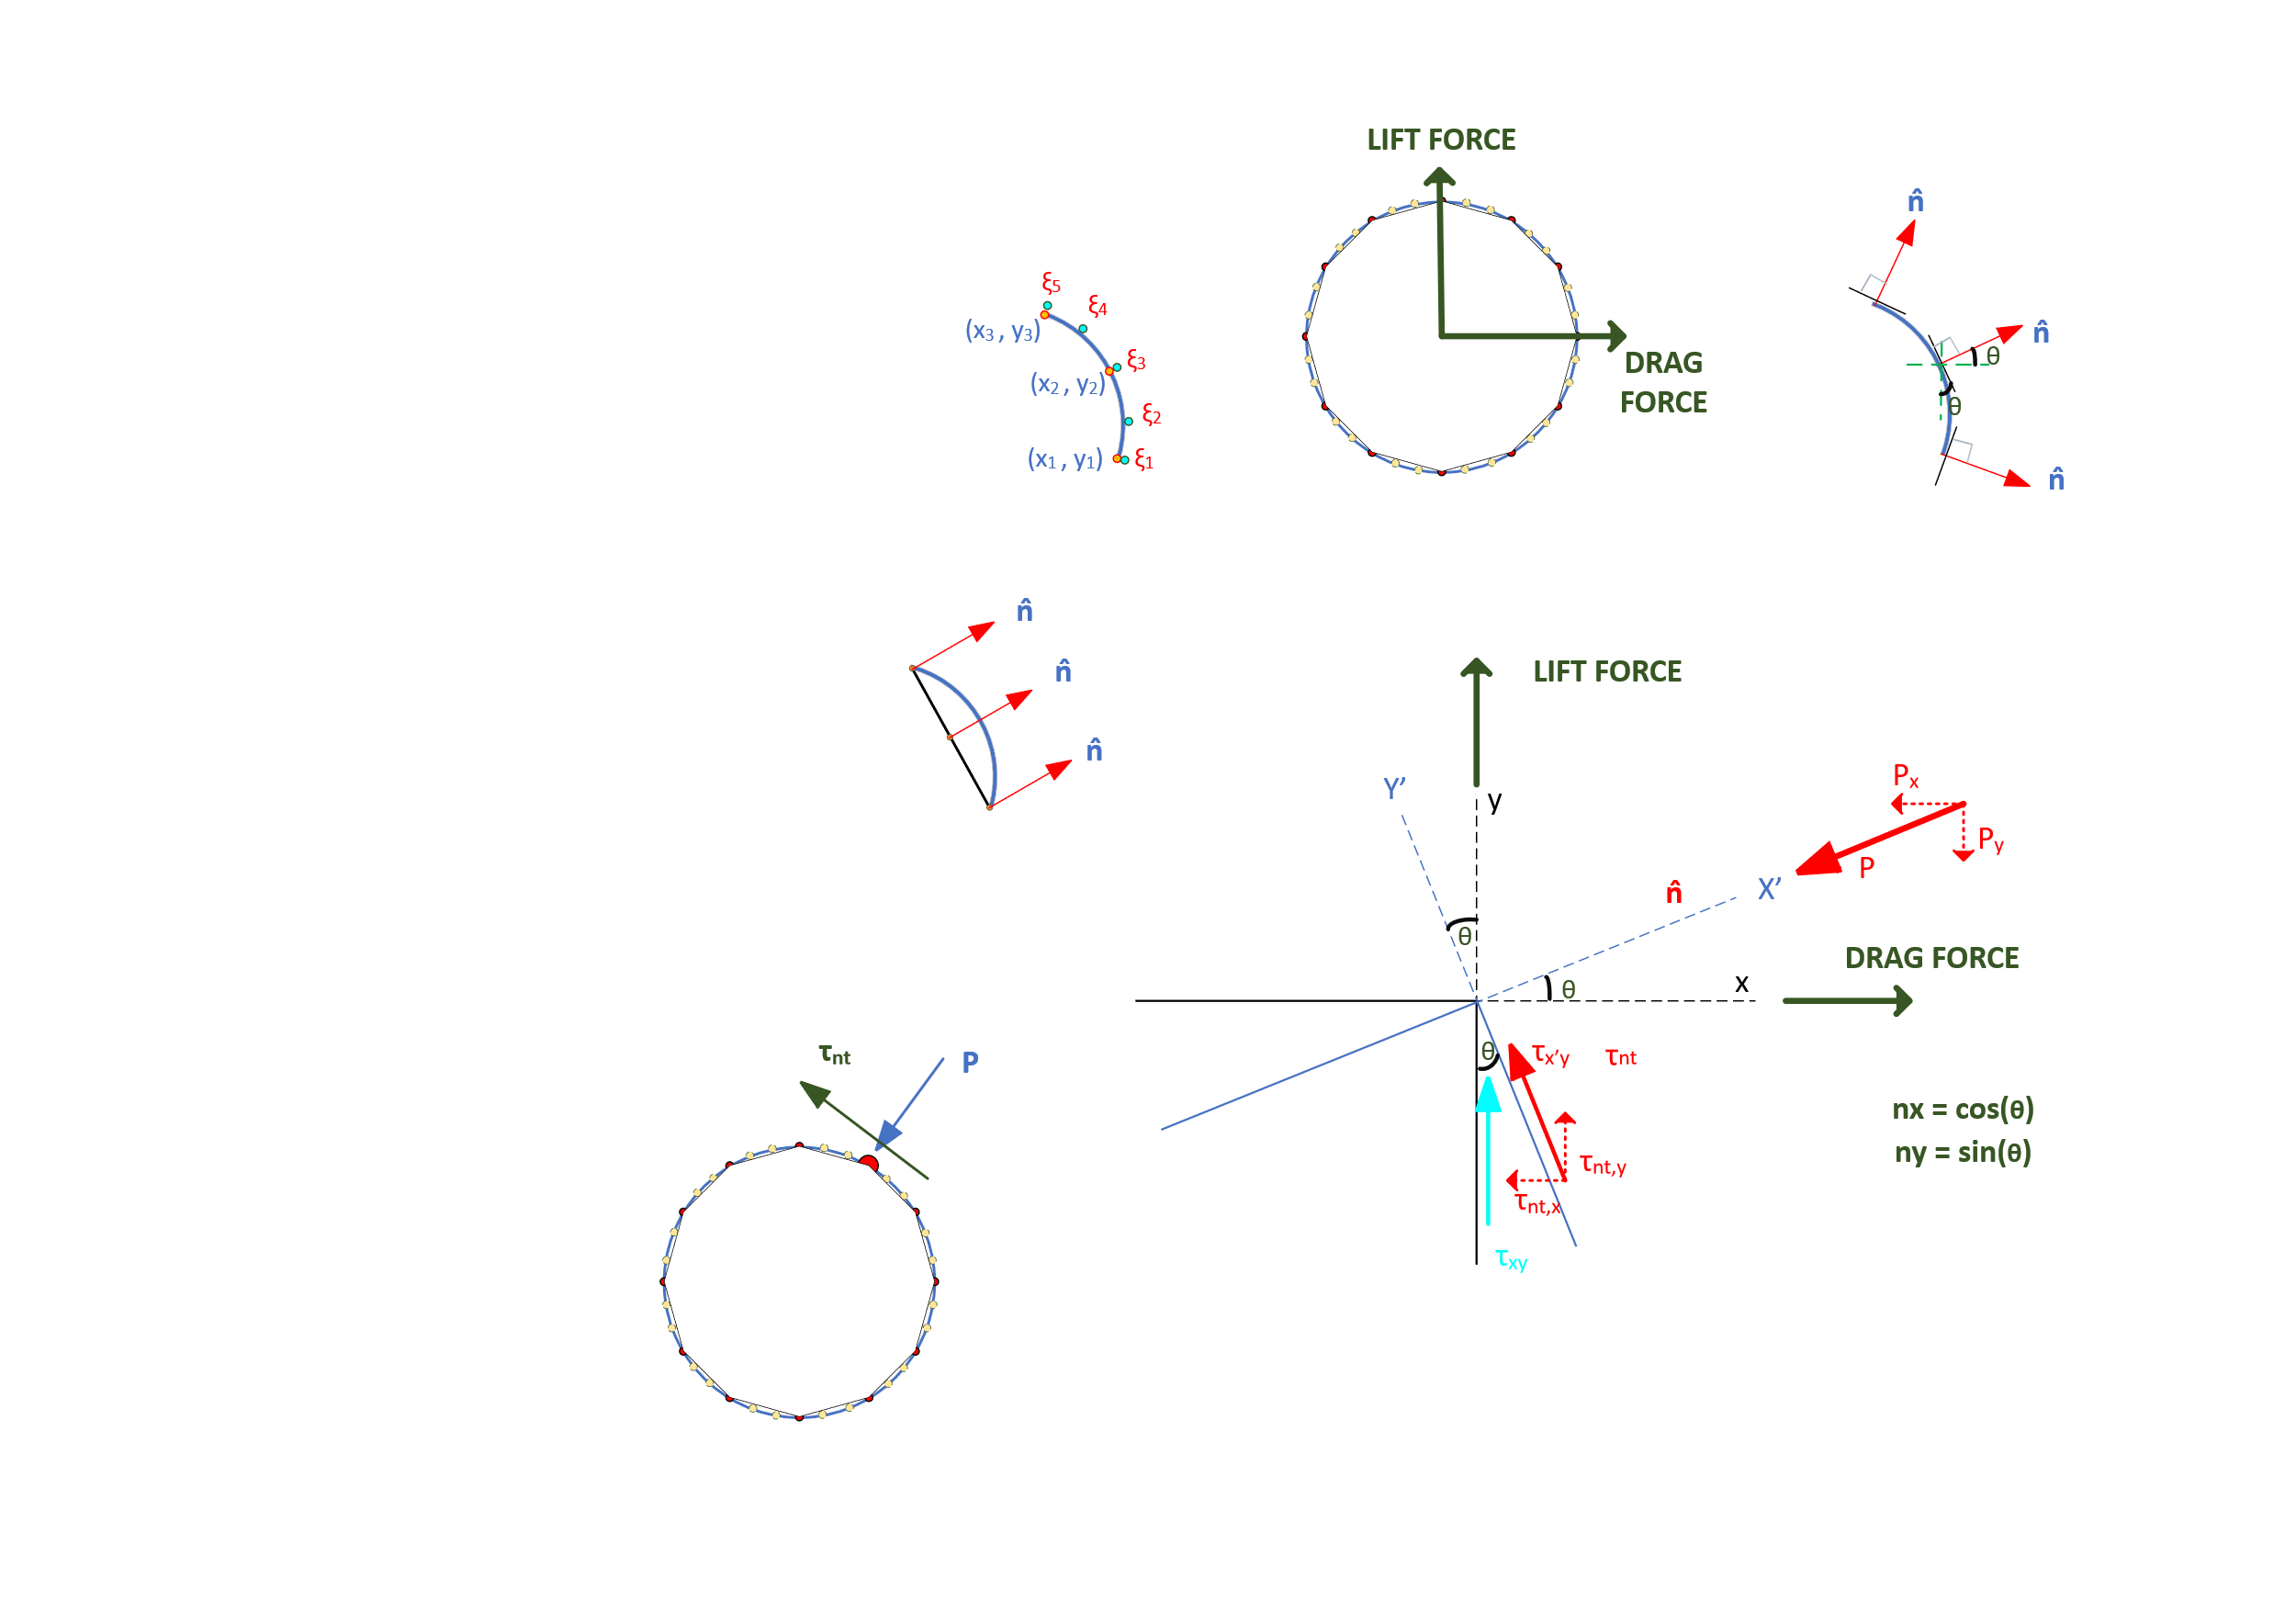 LIFT FORCE
n̂
ξ5
ξ4
(x3 , y3)
ξ3
(x2 , y2)
ξ2
(x1 , y1)
ξ1
DRAG
FORCE
n̂
θ
θ
n̂
n̂
n̂
n̂
LIFT FORCE
Y’
y
Px
Py
P
n̂
X’
θ
DRAG FORCE
x
θ
τnt
P
θ
τx’y
τnt
nx = cos(θ)
ny = sin(θ)
τnt,y
τnt,x
τxy